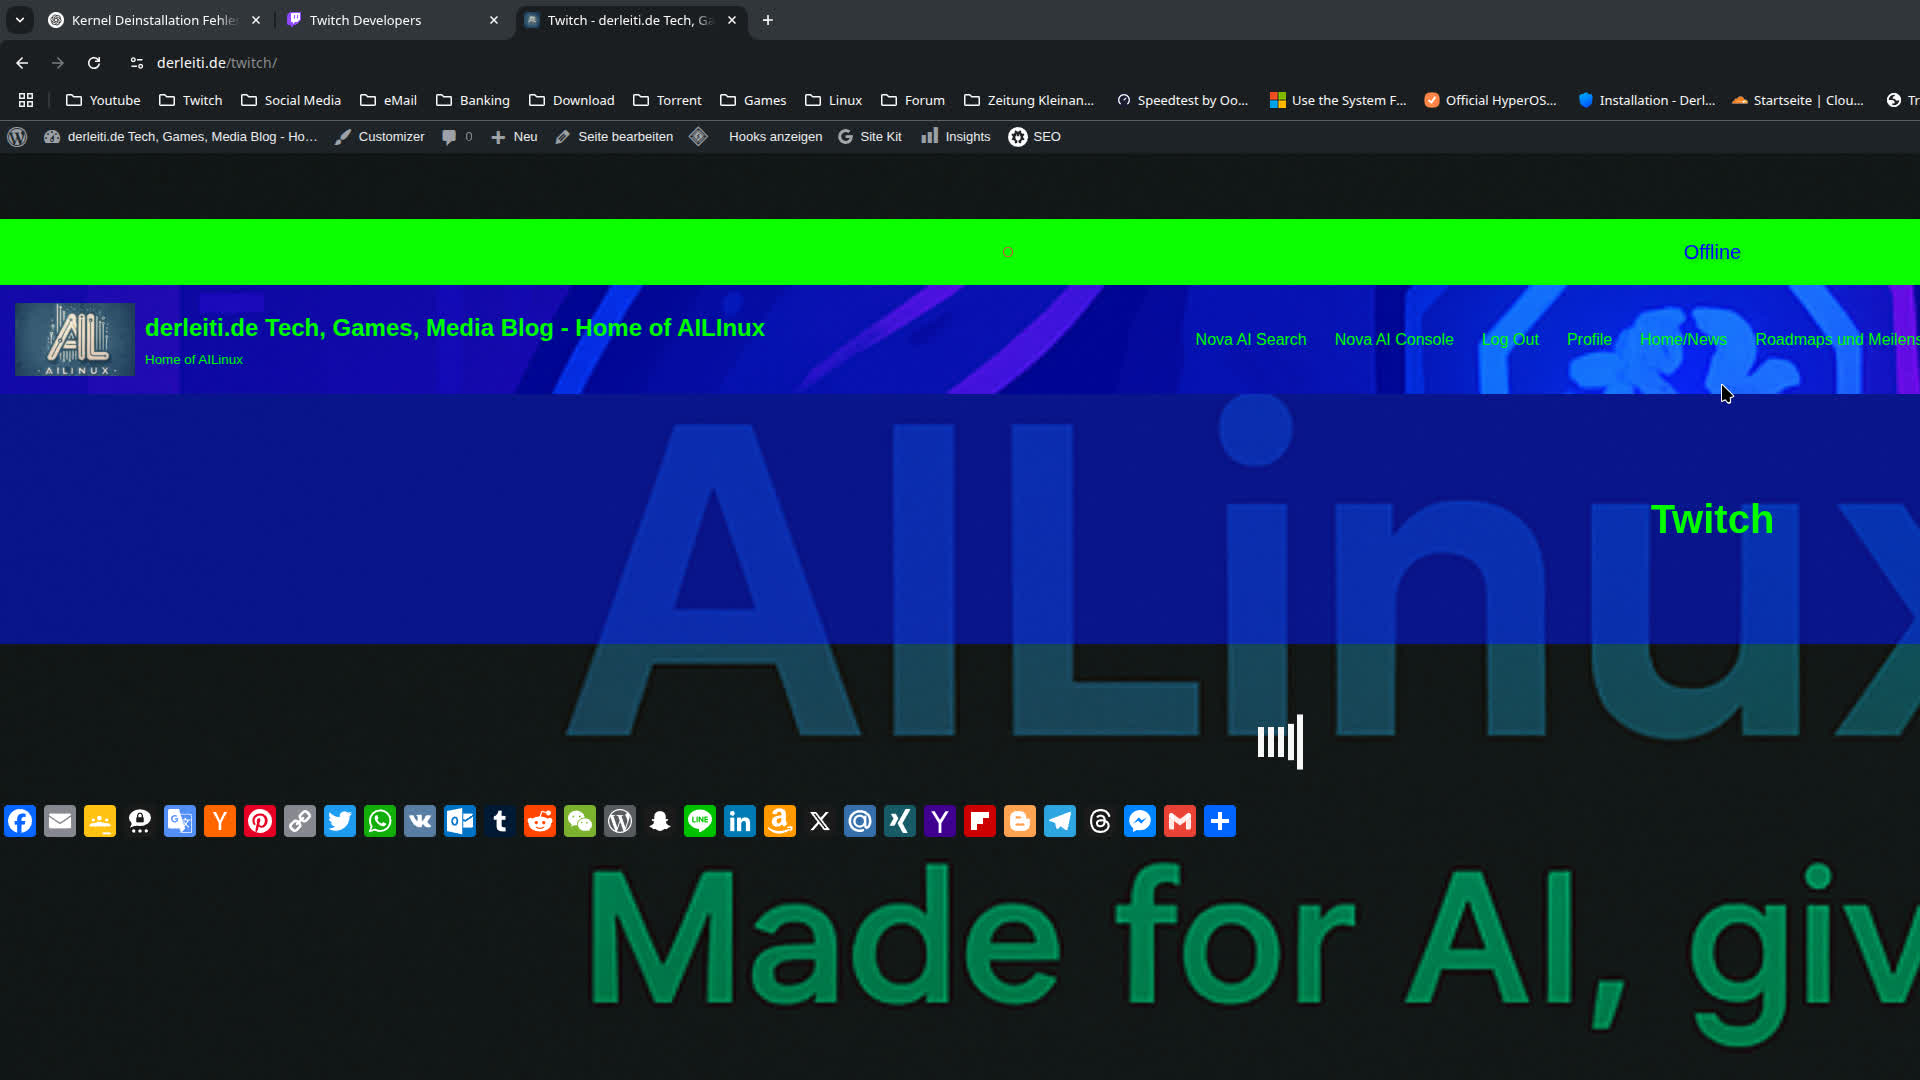 Kernel Deinstallation Fehle
Twitch Developers
Twitch - derleiti.de Tech, Ga
derleiti.de/twitch/
Youtube
Twitch
Social Media
eMail
Banking
Download
Torrent
Games
Linux
Forum
Zeitung Kleinan...
Speedtest by Oo...
Use the System F...
Official HyperOS...
Installation - Derl...
Startseite | Clou...
Tr
derleiti.de Tech, Games, Media Blog - Ho...
Customizer
0
Neu
Seite bearbeiten
Hooks anzeigen
Site Kit
Insights
SEO
O
Offline
AIL
AILINUX
derleiti.de Tech, Games, Media Blog - Home of AILInux
Home of AILinux
Nova AI Search
Nova AI Console
Log Out
Profile
Home/News
Roadmaps und Meilens
AILinux
Twitch
LINE
Made for AI, giv